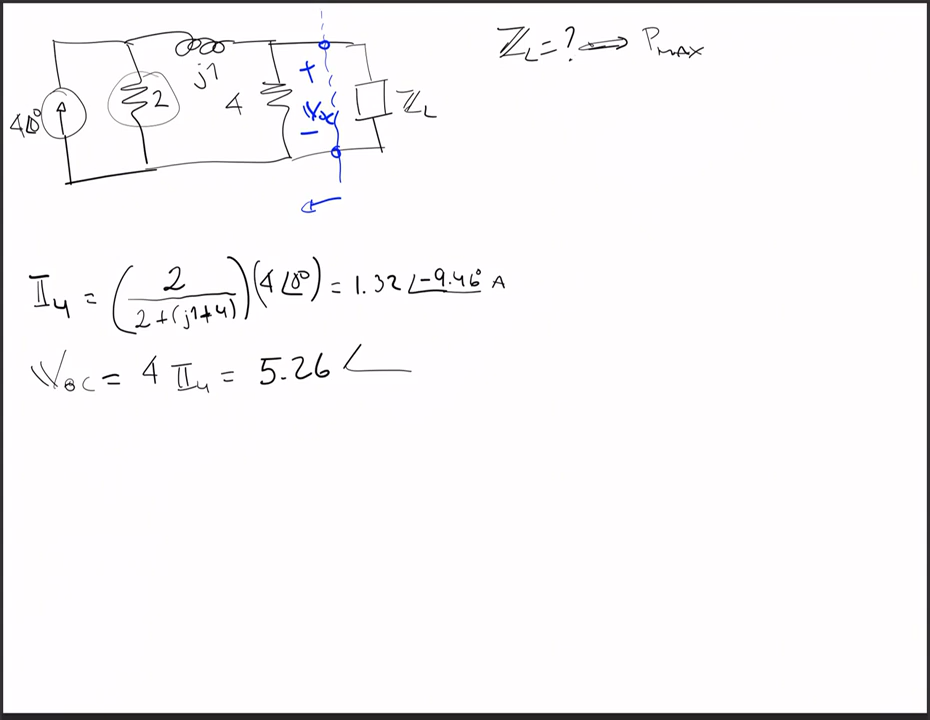 Z_L = ? ⟷ P_MAX
4∠0°
2
j1
4
+
V_x
−
Z_L
I_4 = (2 / (2+(j1+4))) (4∠0°) = 1.32 ∠-9.46° A
V_OC = 4 I_4 = 5.26 ∠